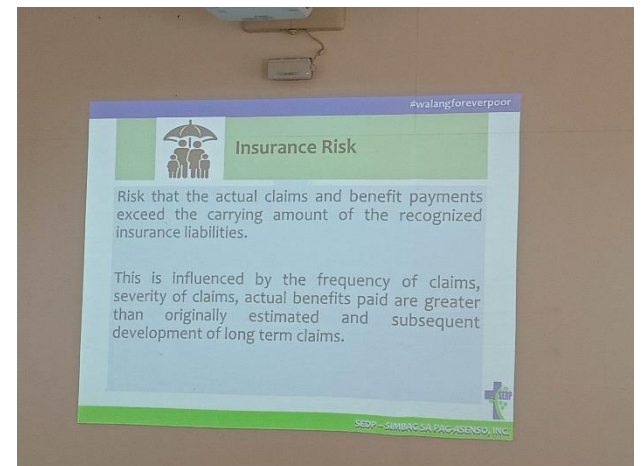 #walangforeverpoor
Insurance Risk
Risk that the actual claims and benefit payments
exceed the carrying amount of the recognized
insurance liabilities.
This is influenced by the frequency of claims,
severity of claims, actual benefits paid are greater
than originally estimated and subsequent
development of long term claims.
SEDP
SEDP – SIMBAG SA PAG-ASENSO, INC.